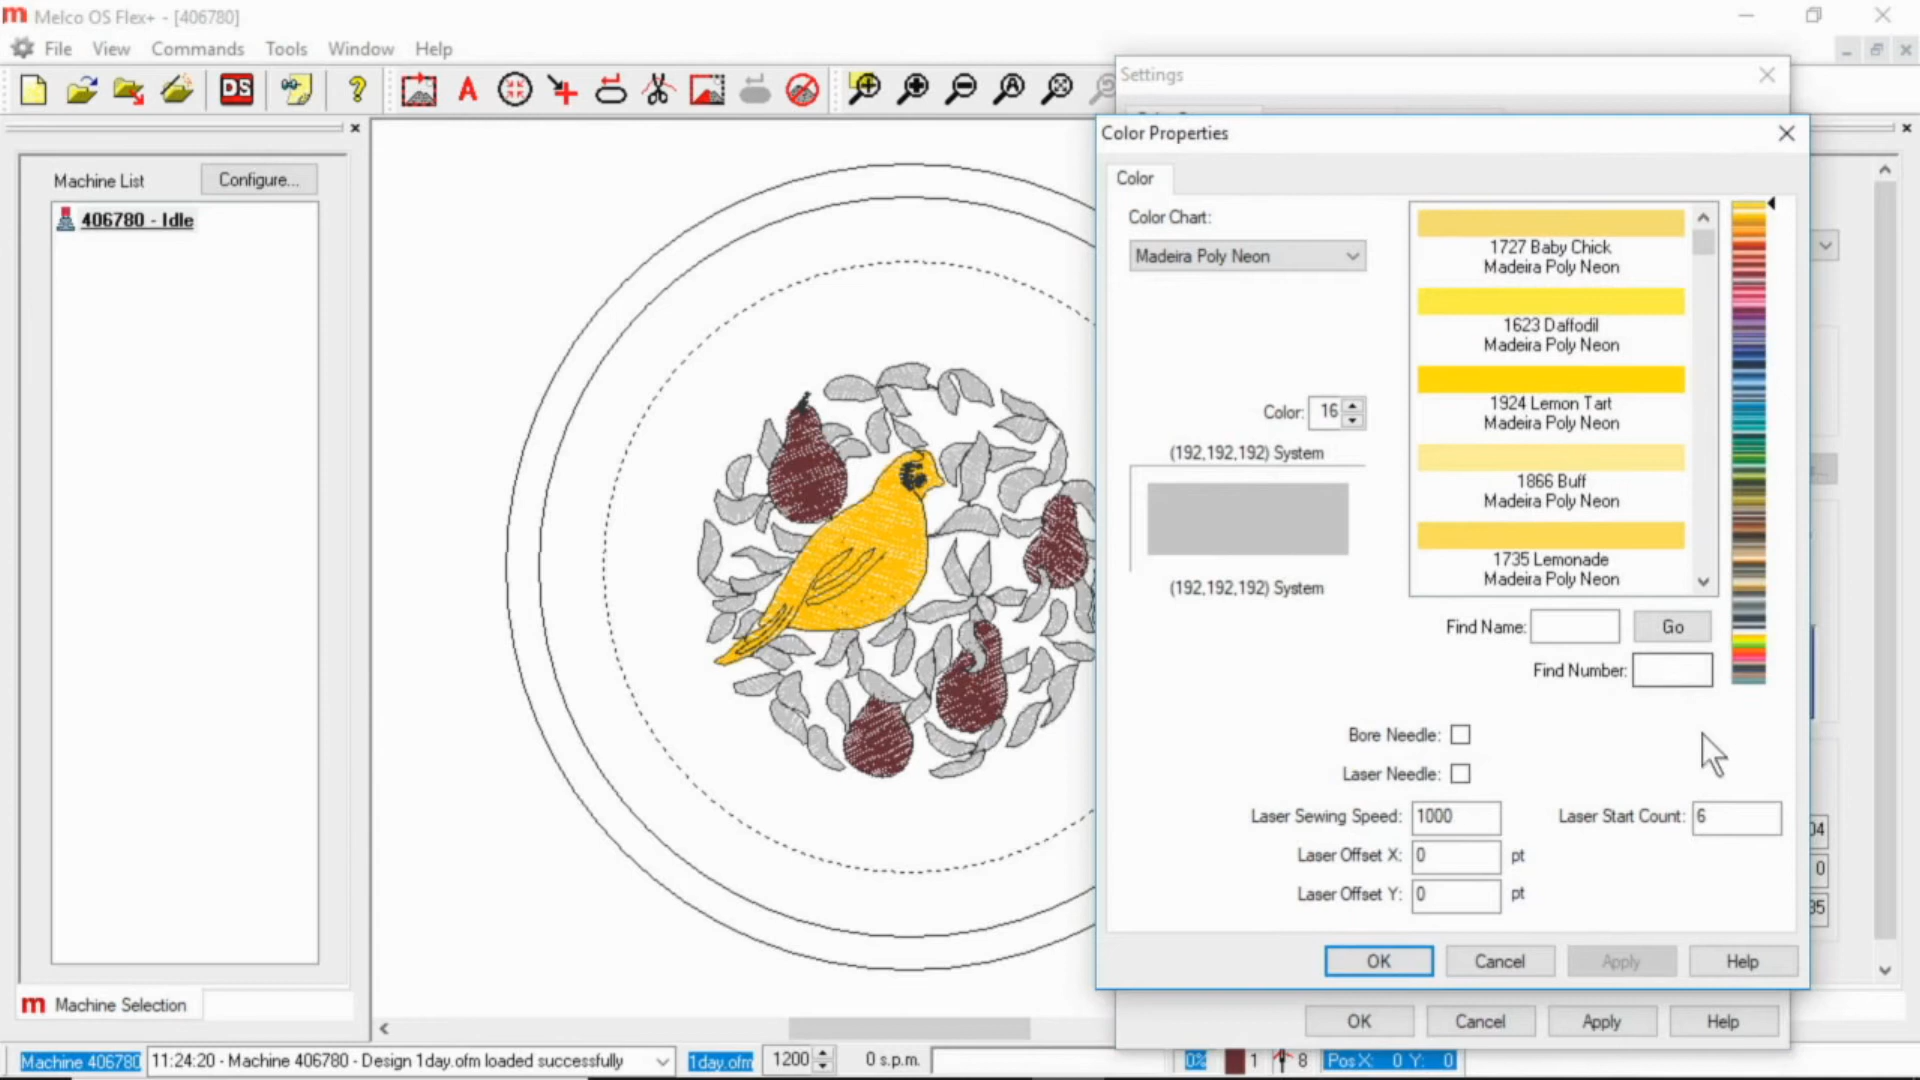 Melco OS Flex+ - [406780]
File View Commands Tools Window Help
DS
A
?
Settings
Color Properties
Color
Machine List
Configure...
406780 - Idle
Color Chart:
Madeira Poly Neon
1727 Baby Chick
Madeira Poly Neon
1623 Daffodil
Madeira Poly Neon
1924 Lemon Tart
Madeira Poly Neon
1866 Buff
Madeira Poly Neon
1735 Lemonade
Madeira Poly Neon
Color: 16
(192,192,192) System
(192,192,192) System
Find Name:
Go
Find Number:
Bore Needle:
Laser Needle:
Laser Sewing Speed: 1000
Laser Start Count: 6
Laser Offset X: 0 pt
Laser Offset Y: 0 pt
04
0
35
OK Cancel Apply Help
OK Cancel Apply Help
m Machine Selection
Machine 406780
11:24:20 - Machine 406780 - Design 1day.ofm loaded successfully
1day.ofm
1200
0 s.p.m.
0%
1
8
Pos X: 0 Y: 0